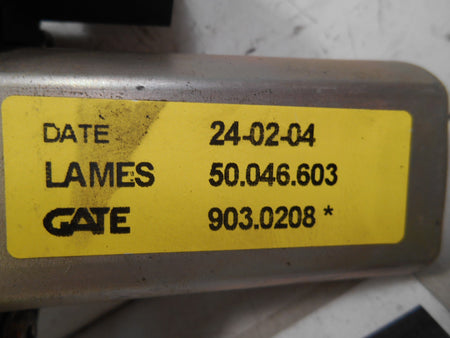 DATE 24-02-04
LAMES 50.046.603
GATE 903.0208 *